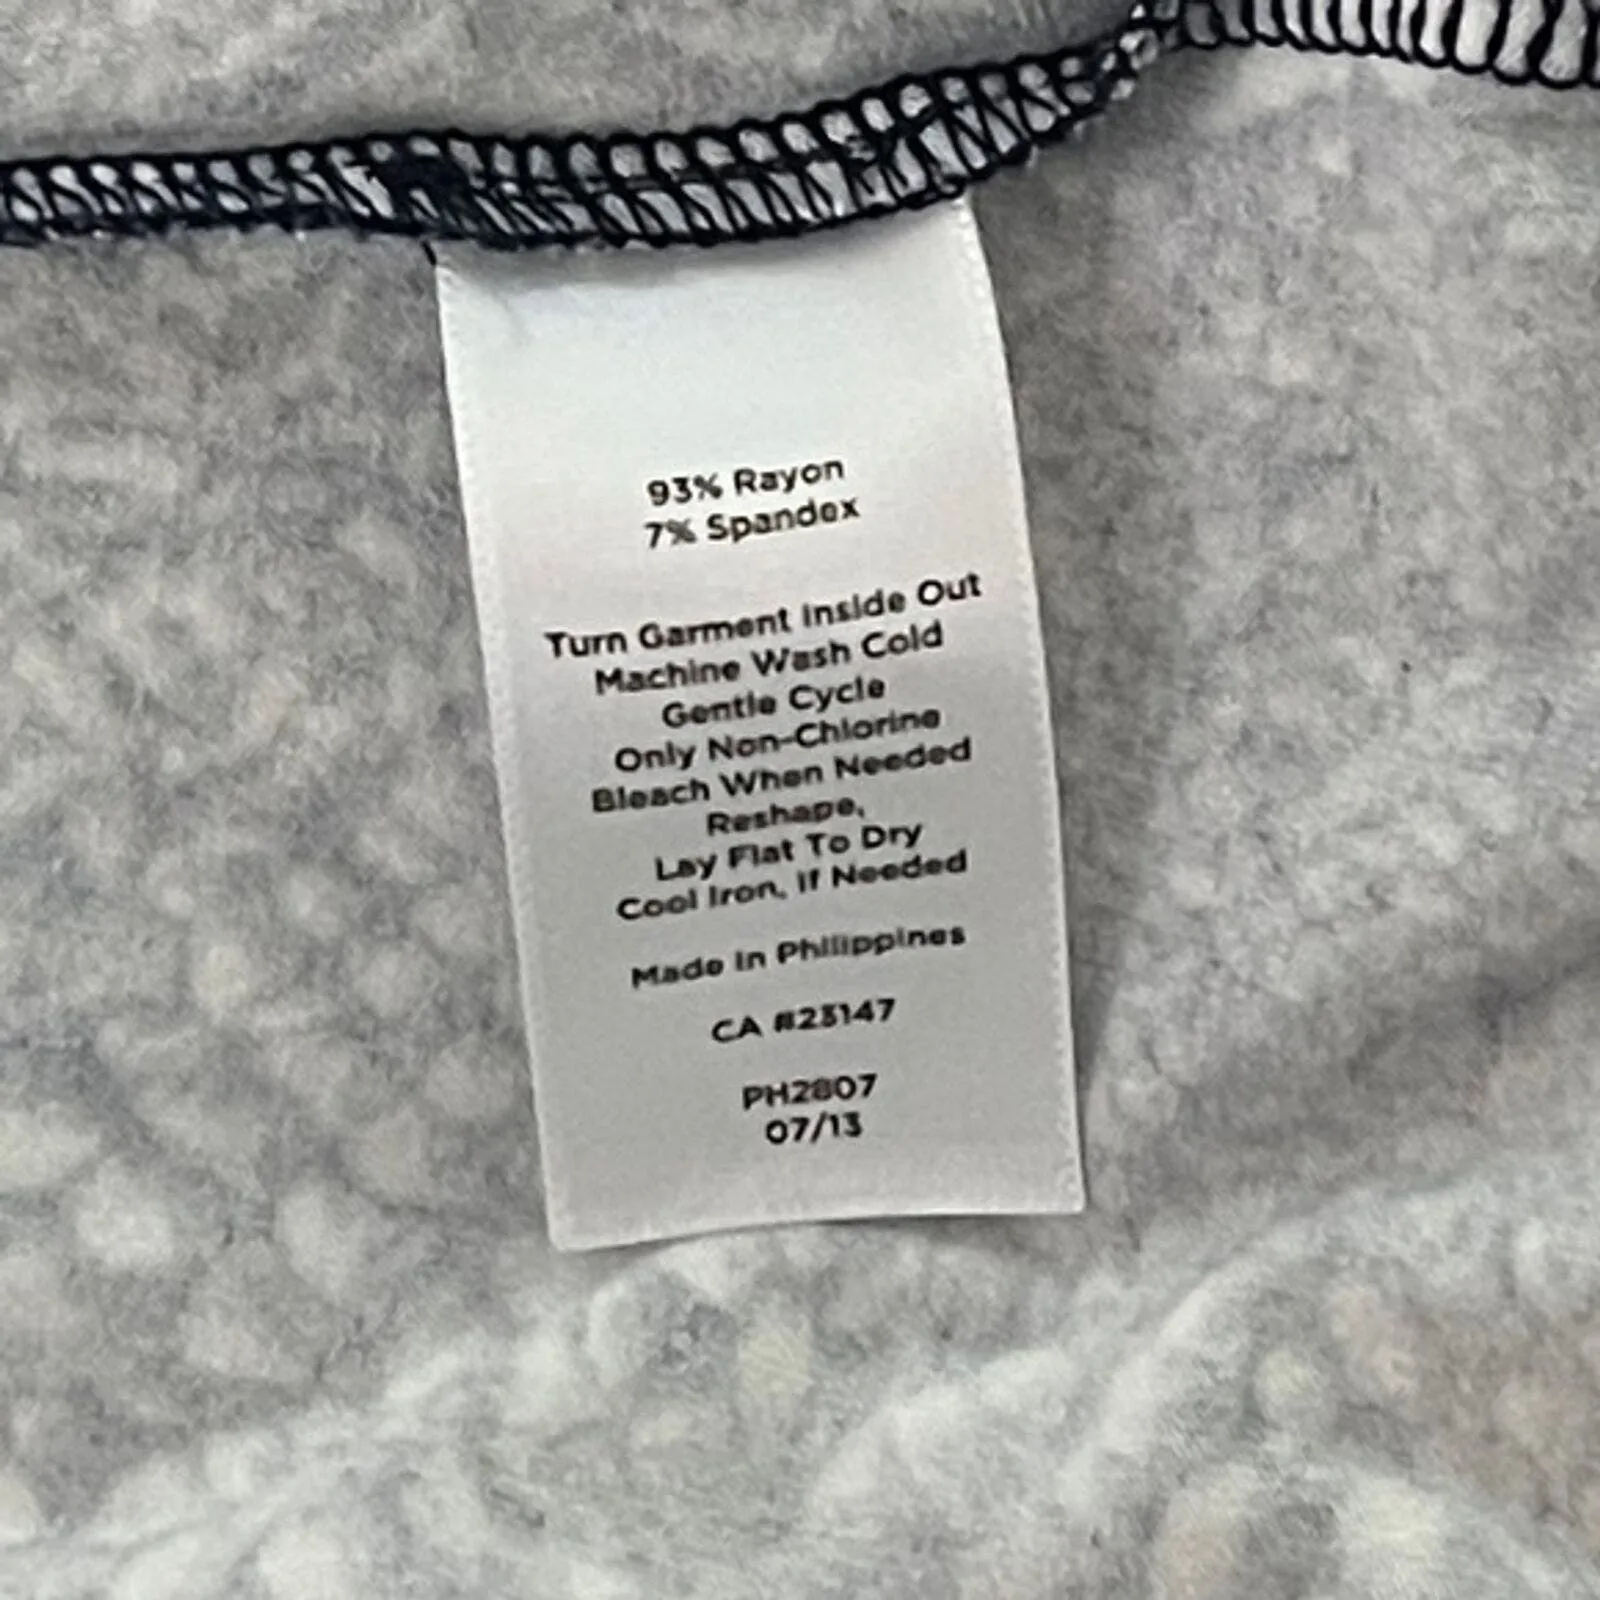 93% Rayon
7% Spandex
Turn Garment Inside Out
Machine Wash Cold
Gentle Cycle
Only Non-Chlorine
Bleach When Needed
Reshape,
Lay Flat To Dry
Cool Iron, If Needed
Made in Philippines
CA #23147
PH2807
07/13